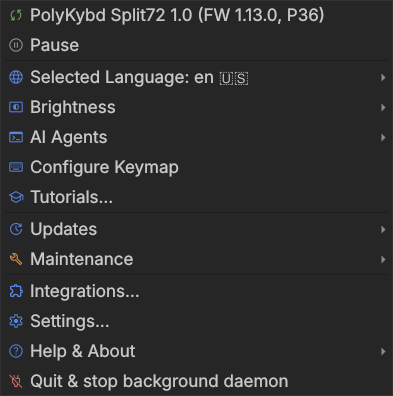 PolyKybd Split72 1.0 (FW 1.13.0, P36)
Pause
Selected Language: en 🇺🇸
Brightness
AI Agents
Configure Keymap
Tutorials...
Updates
Maintenance
Integrations...
Settings...
Help & About
Quit & stop background daemon